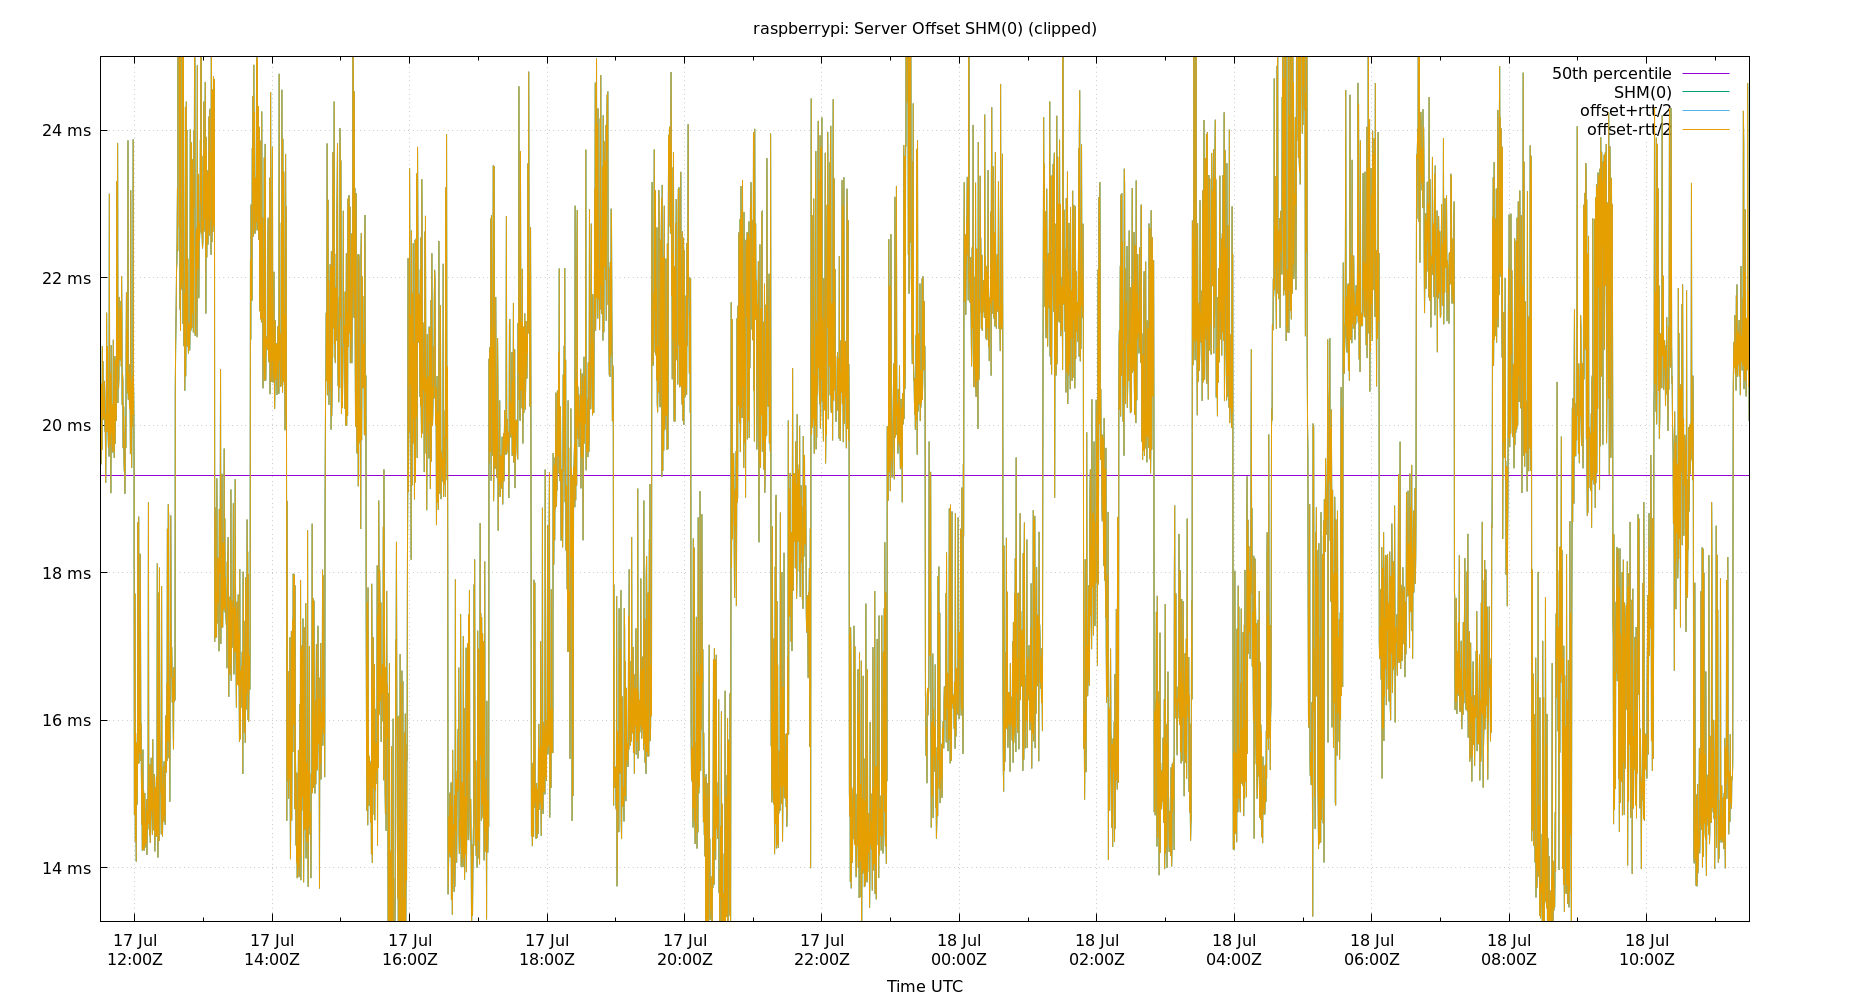 raspberrypi: Server Offset SHM(0) (clipped)
50th percentile
SHM(0)
offset+rtt/2
offset-rtt/2
24 ms
22 ms
20 ms
18 ms
16 ms
14 ms
17 Jul 17 Jul 17 Jul 17 Jul 17 Jul 17 Jul 18 Jul 18 Jul 18 Jul 18 Jul 18 Jul 18 Jul
12:00Z 14:00Z 16:00Z 18:00Z 20:00Z 22:00Z 00:00Z 02:00Z 04:00Z 06:00Z 08:00Z 10:00Z
Time UTC